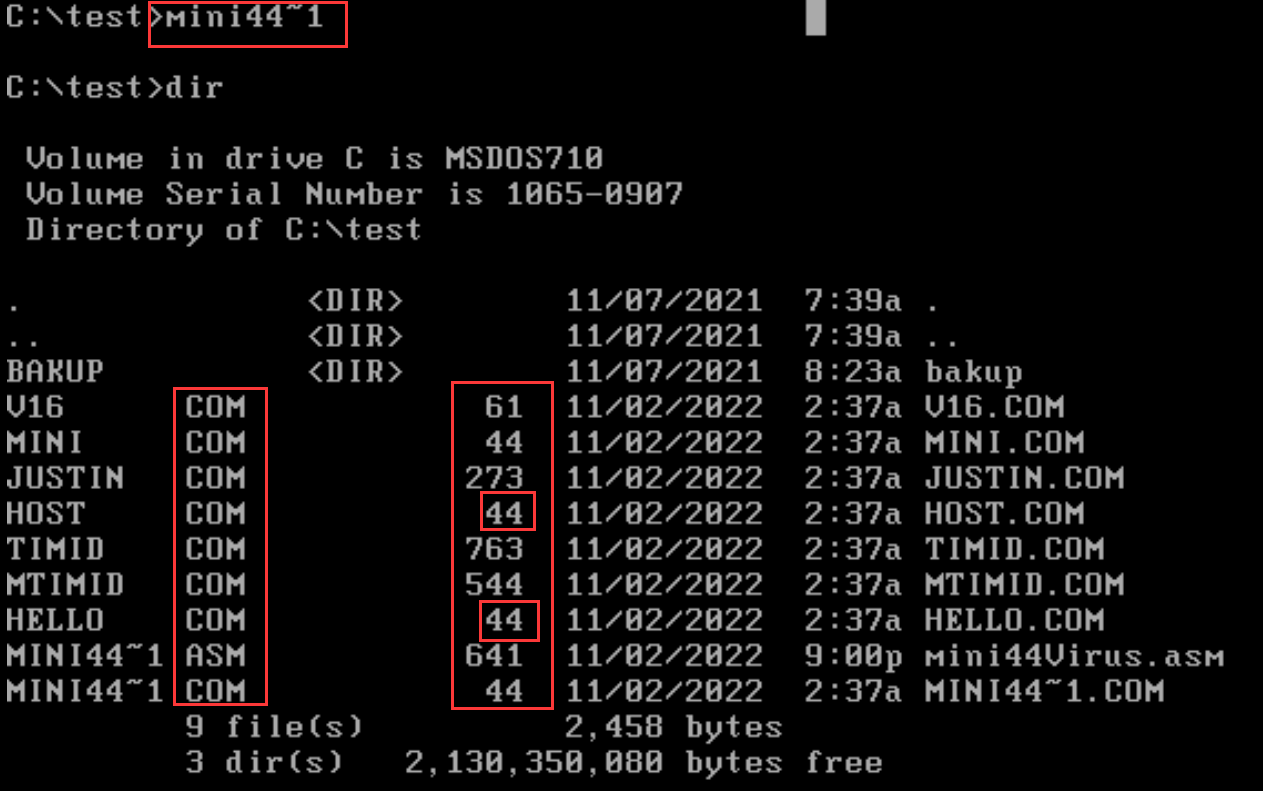 C:\test>mini44~1
C:\test>dir
Volume in drive C is MSDOS710
Volume Serial Number is 1065-0907
Directory of C:\test
. <DIR> 11/07/2021 7:39a .
.. <DIR> 11/07/2021 7:39a ..
BAKUP <DIR> 11/07/2021 8:23a bakup
V16 COM 61 11/02/2022 2:37a V16.COM
MINI COM 44 11/02/2022 2:37a MINI.COM
JUSTIN COM 273 11/02/2022 2:37a JUSTIN.COM
HOST COM 44 11/02/2022 2:37a HOST.COM
TIMID COM 763 11/02/2022 2:37a TIMID.COM
MTIMID COM 544 11/02/2022 2:37a MTIMID.COM
HELLO COM 44 11/02/2022 2:37a HELLO.COM
MINI44~1 ASM 641 11/02/2022 9:00p mini44Virus.asm
MINI44~1 COM 44 11/02/2022 2:37a MINI44~1.COM
9 file(s) 2,458 bytes
3 dir(s) 2,130,350,080 bytes free